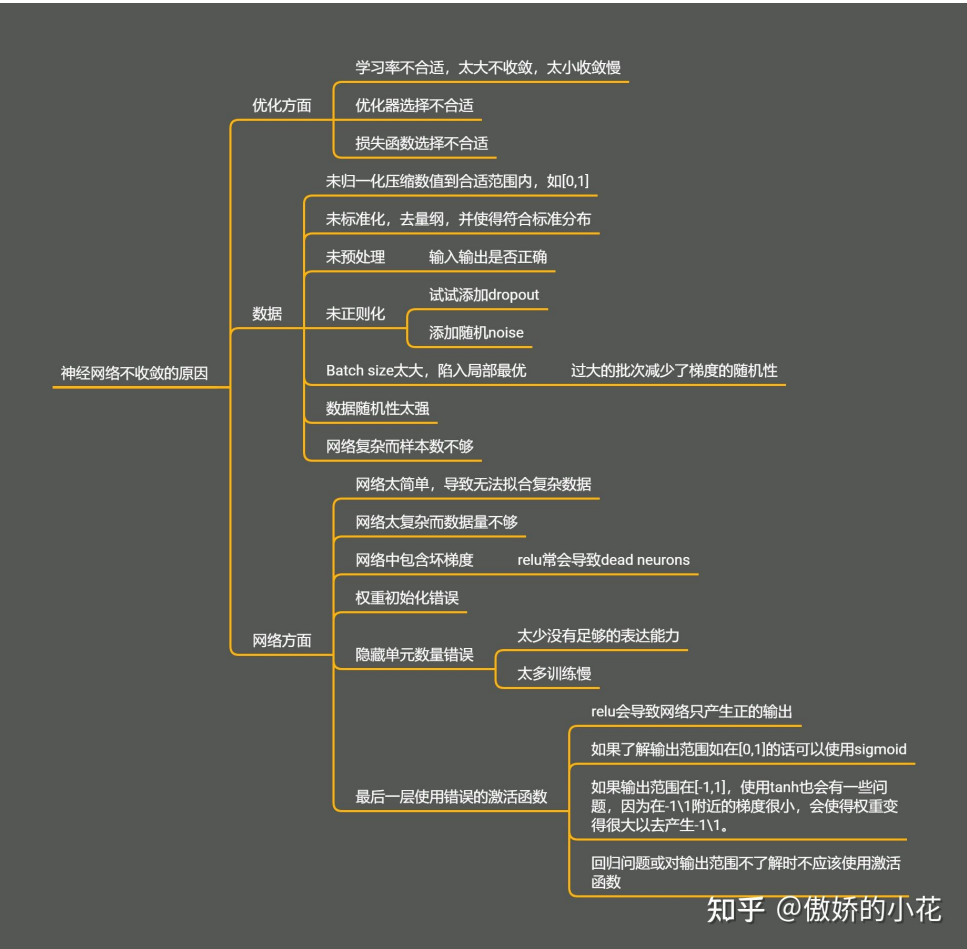 学习率不合适，太大不收敛，太小收敛慢
优化方面
优化器选择不合适
损失函数选择不合适
未归一化压缩数值到合适范围内，如[0,1]
未标准化，去量纲，并使得符合标准分布
未预处理 输入输出是否正确
试试添加dropout
数据
未正则化
添加随机noise
神经网络不收敛的原因
Batch size太大，陷入局部最优 过大的批次减少了梯度的随机性
数据随机性太强
网络复杂而样本数不够
网络太简单，导致无法拟合复杂数据
网络太复杂而数据量不够
网络中包含坏梯度 relu常会导致dead neurons
权重初始化错误
网络方面
太少没有足够的表达能力
隐藏单元数量错误
太多训练慢
relu会导致网络只产生正的输出
如果了解输出范围如在[0,1]的话可以使用sigmoid
最后一层使用错误的激活函数
如果输出范围在[-1,1]，使用tanh也会有一些问
题，因为在-1\1附近的梯度很小，会使得权重变
得很大以去产生-1\1。
回归问题或对输出范围不了解时不应该使用激活
函数
知乎 @傲娇的小花